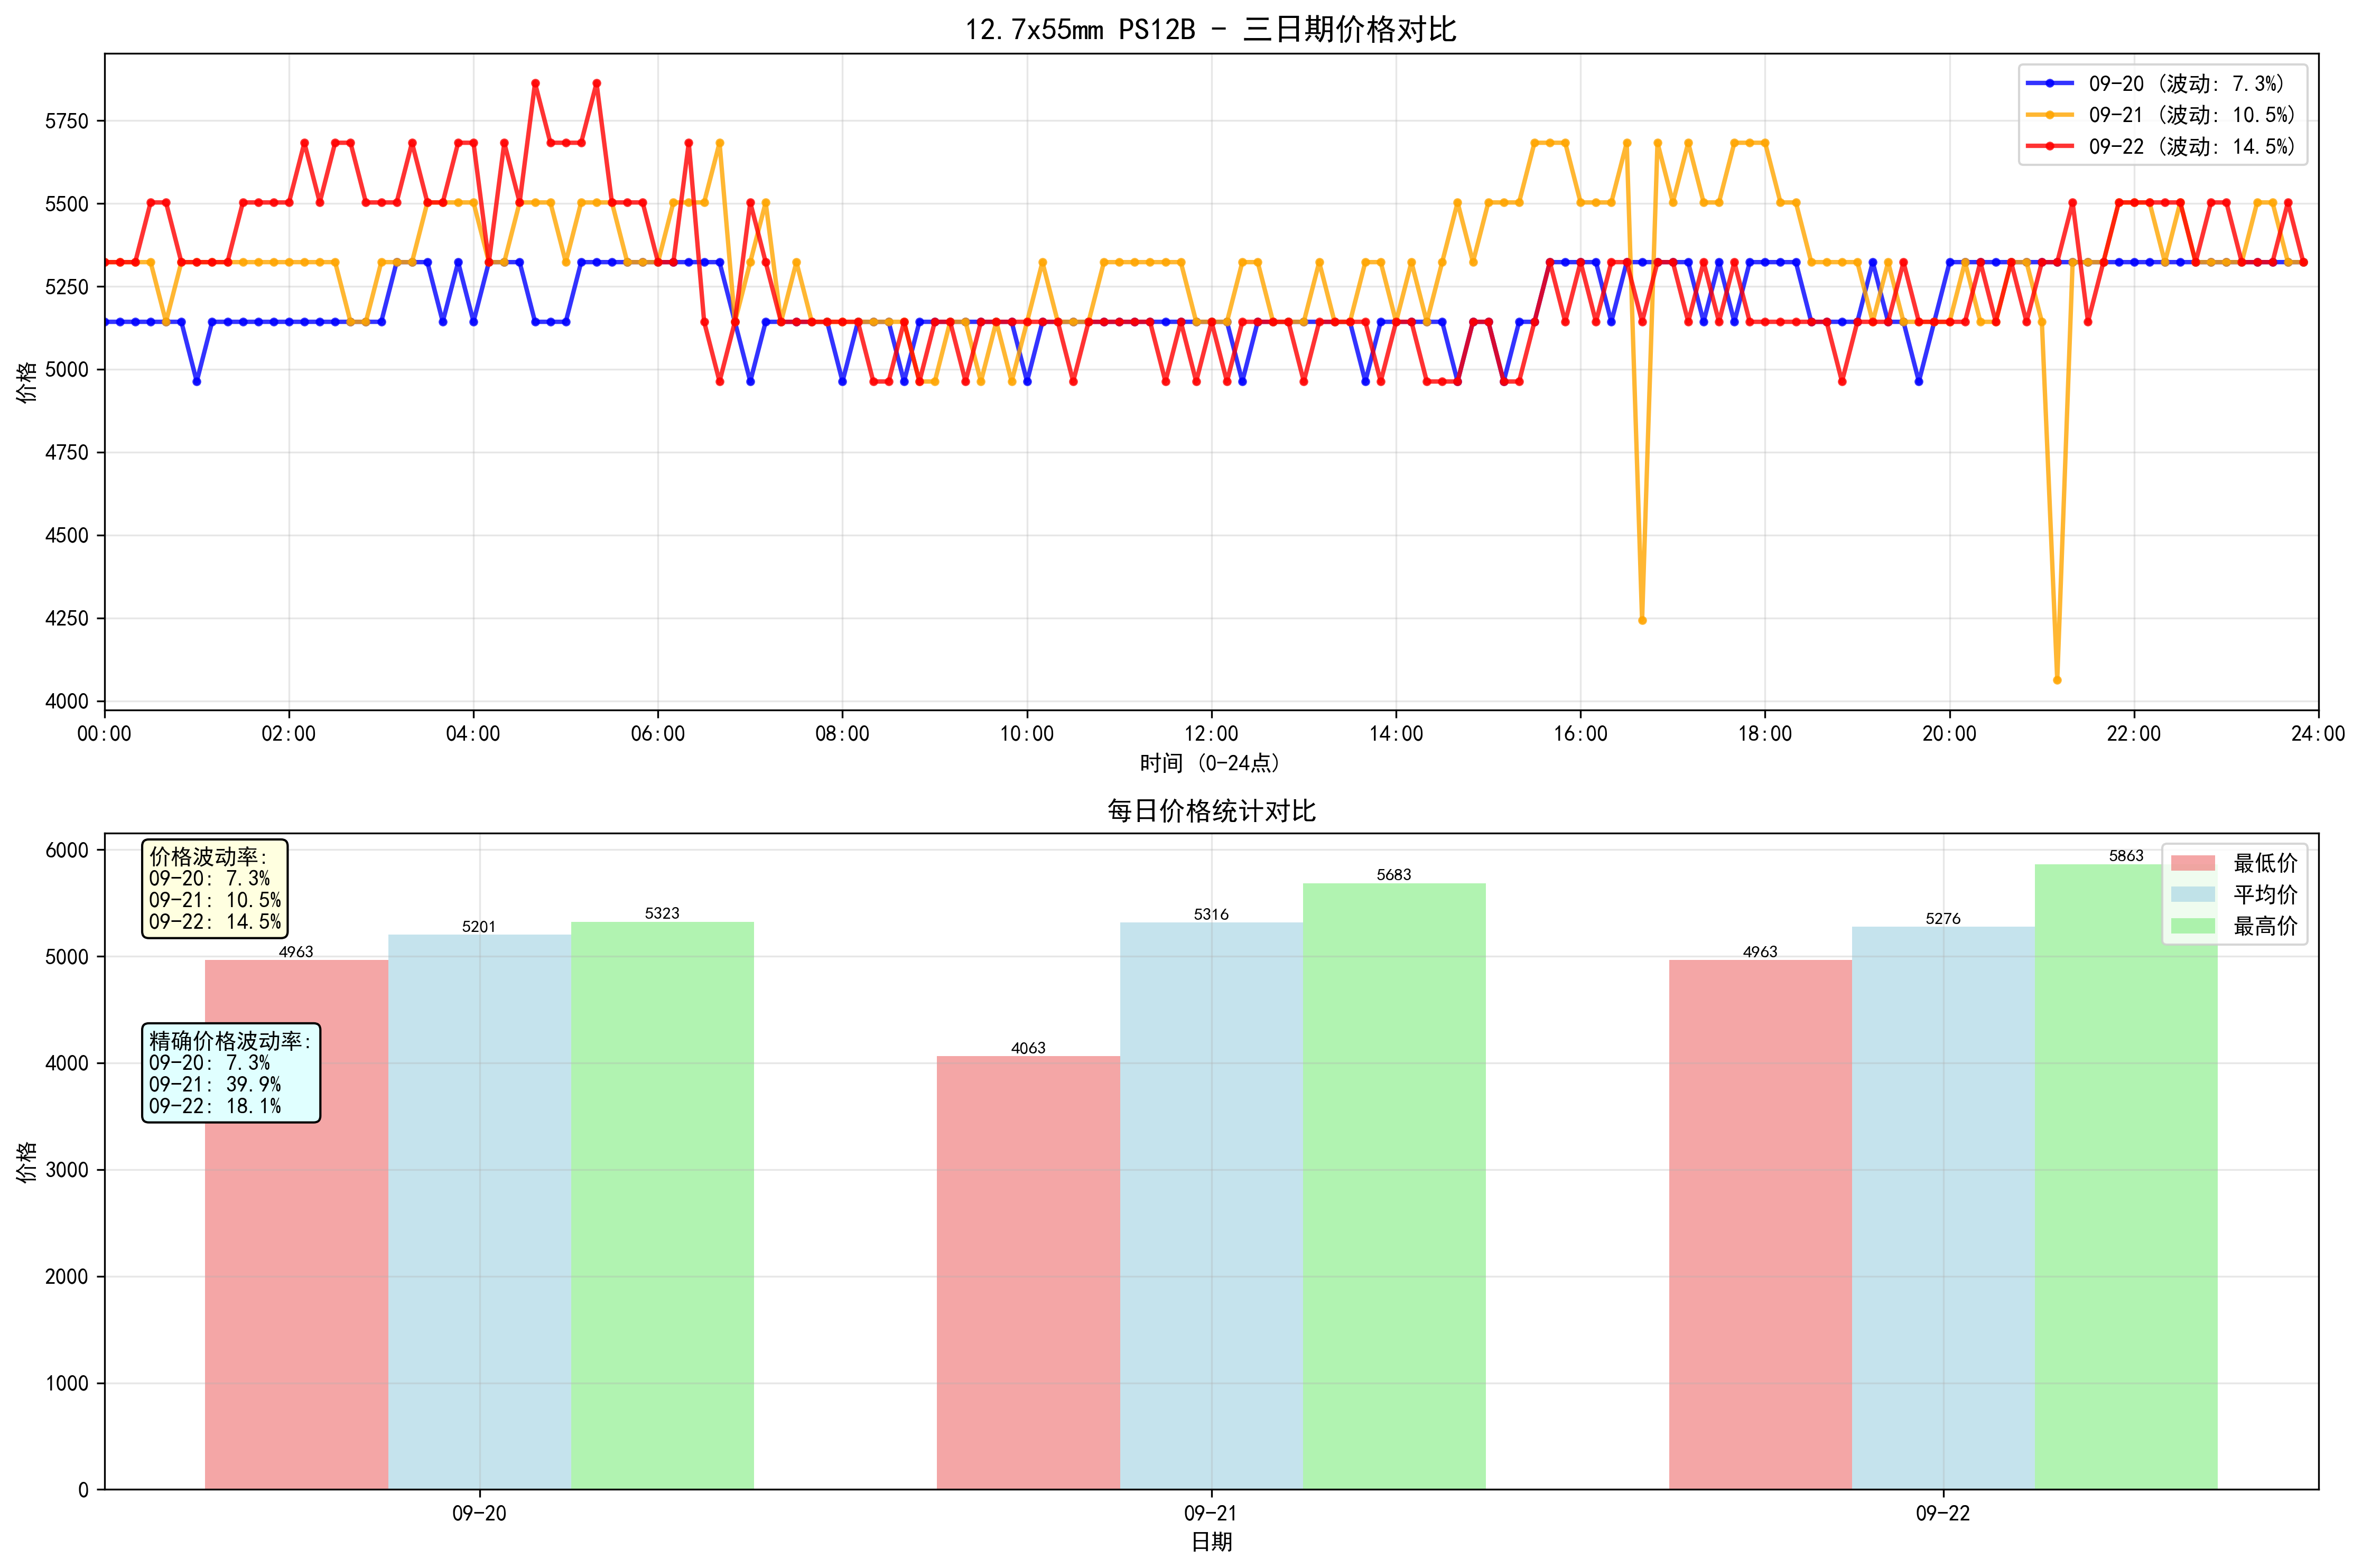 12.7x55mm PS12B - 三日期价格对比
09-20 (波动: 7.3%)
09-21 (波动: 10.5%)
09-22 (波动: 14.5%)
价格
5750
5500
5250
5000
4750
4500
4250
4000
00:00 02:00 04:00 06:00 08:00 10:00 12:00 14:00 16:00 18:00 20:00 22:00 24:00
时间 (0-24点)
每日价格统计对比
价格波动率:
09-20: 7.3%
09-21: 10.5%
09-22: 14.5%
精确价格波动率:
09-20: 7.3%
09-21: 39.9%
09-22: 18.1%
最低价
平均价
最高价
价格
6000
5000
4000
3000
2000
1000
0
4963 5201 5323
4063 5316 5683
4963 5276 5863
09-20 09-21 09-22
日期